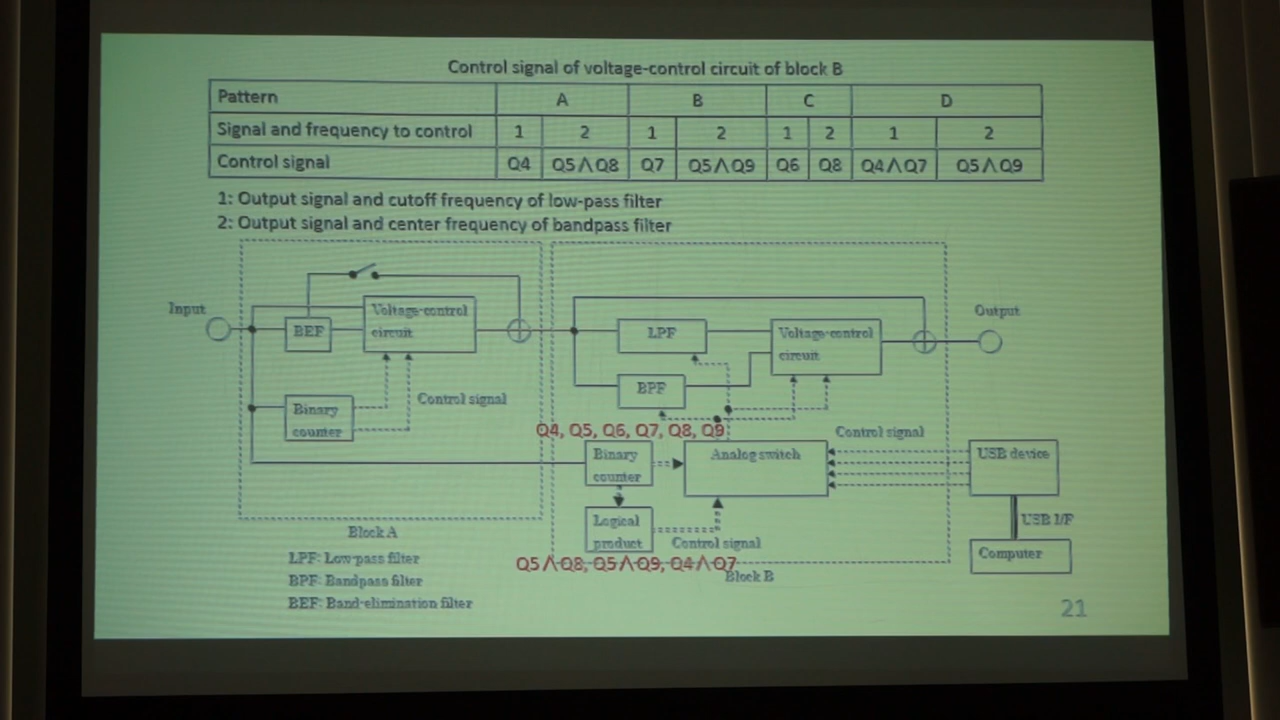 Control signal of voltage-control circuit of block B
Pattern A B C D
Signal and frequency to control 1 2 1 2 1 2 1 2
Control signal Q4 Q5⋀Q8 Q7 Q5⋀Q9 Q6 Q8 Q4⋀Q7 Q5⋀Q9
1: Output signal and cutoff frequency of low-pass filter
2: Output signal and center frequency of bandpass filter
Input
BEF
Voltage-control
circuit
Binary
counter
Control signal
Block A
LPF
BPF
Voltage-control
circuit
Output
Q4, Q5, Q6, Q7, Q8, Q9
Binary
counter
Analog switch
Control signal
USB device
Logical
product
Control signal
USB I/F
Computer
Q5⋀Q8, Q5⋀Q9, Q4⋀Q7
Block B
LPF: Low-pass filter
BPF: Bandpass filter
BEF: Band-elimination filter
21